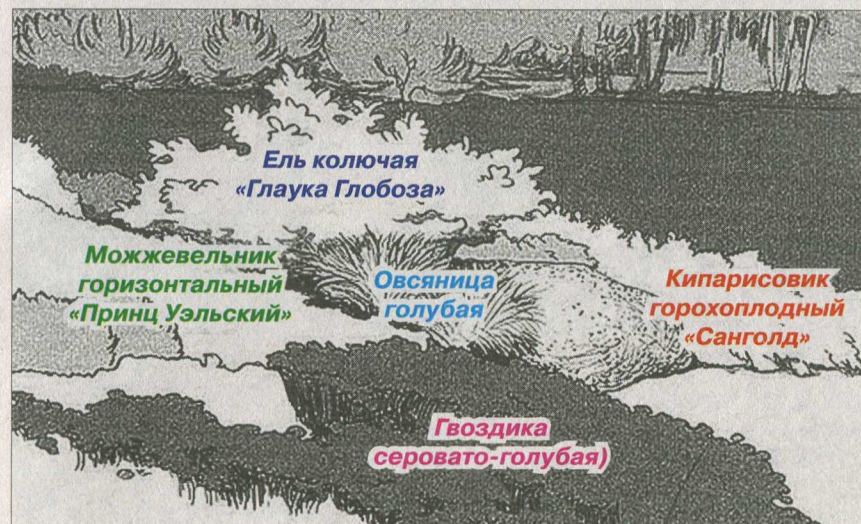 Ель колючая
«Глаука Глобоза»
Можжевельник
горизонтальный
«Принц Уэльский»
Овсяница
голубая
Кипарисовик
горохоплодный
«Санголд»
Гвоздика
серовато-голубая)